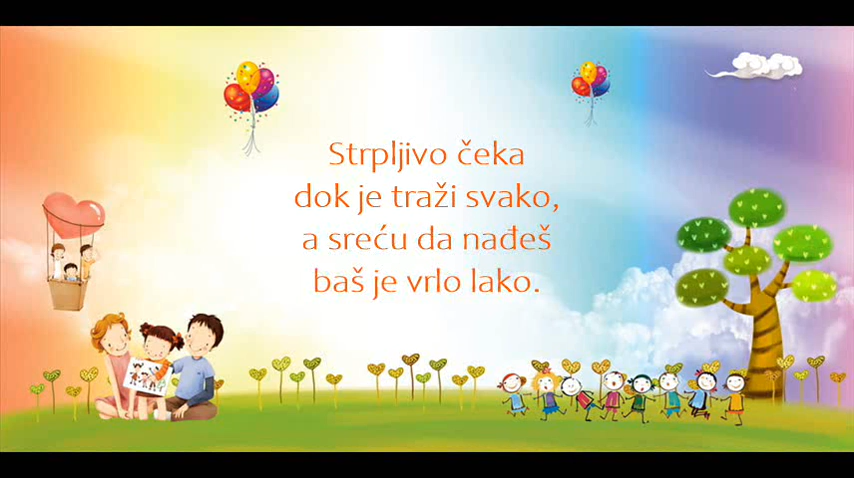 Strpljivo čeka
dok je traži svako,
a sreću da nađeš
baš je vrlo lako.